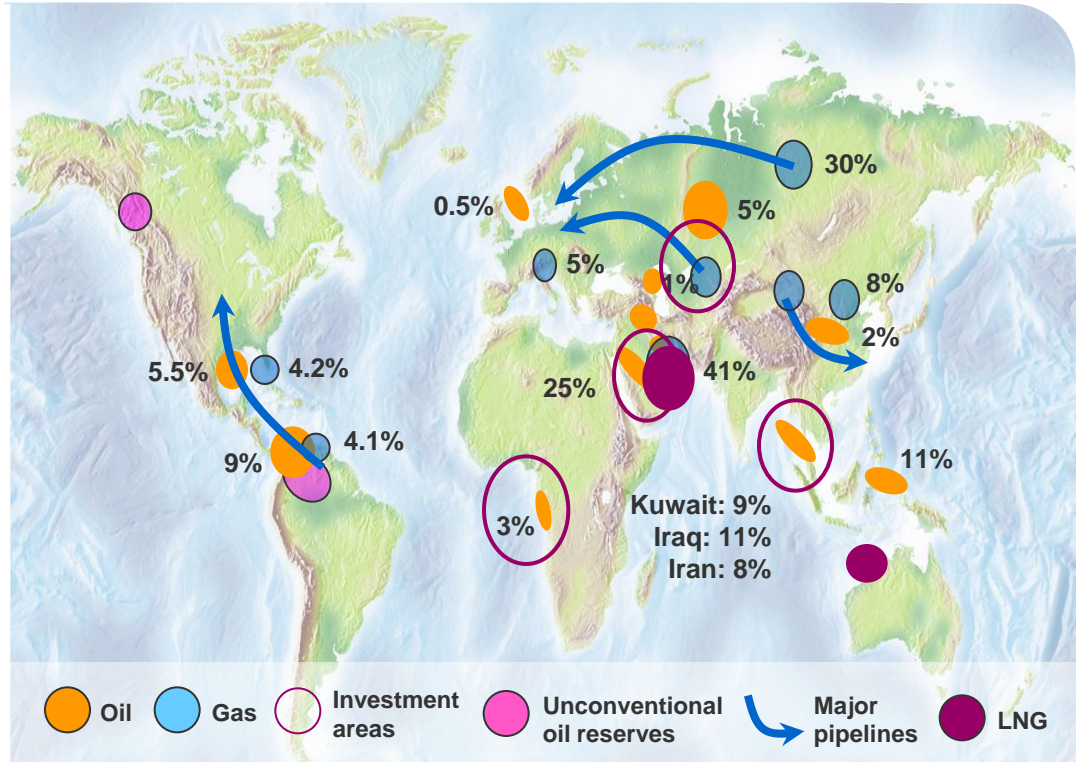 30%
0.5%
5%
5%
1%
8%
2%
5.5%
4.2%
25%
41%
9%
4.1%
11%
3%
Kuwait: 9%
Iraq: 11%
Iran: 8%
Oil
Gas
Investment
areas
Unconventional
oil reserves
Major
pipelines
LNG